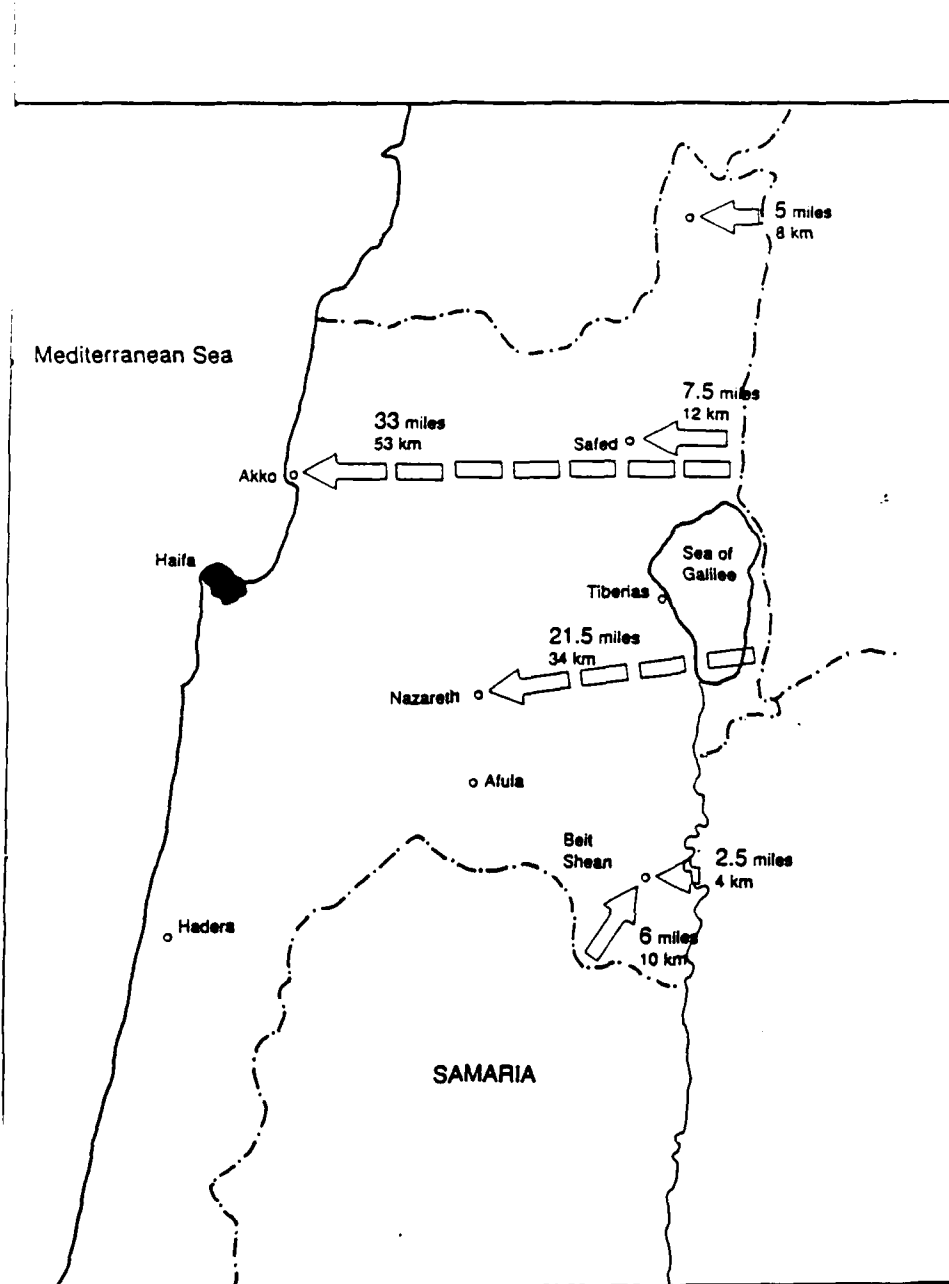 5 miles
8 km
Mediterranean Sea
7.5 miles
12 km
33 miles
53 km
Safed
Akko
Haifa
Sea of
Galilee
Tiberias
21.5 miles
34 km
Nazareth
Afula
Beit
Shean
2.5 miles
4 km
Hadera
6 miles
10 km
SAMARIA